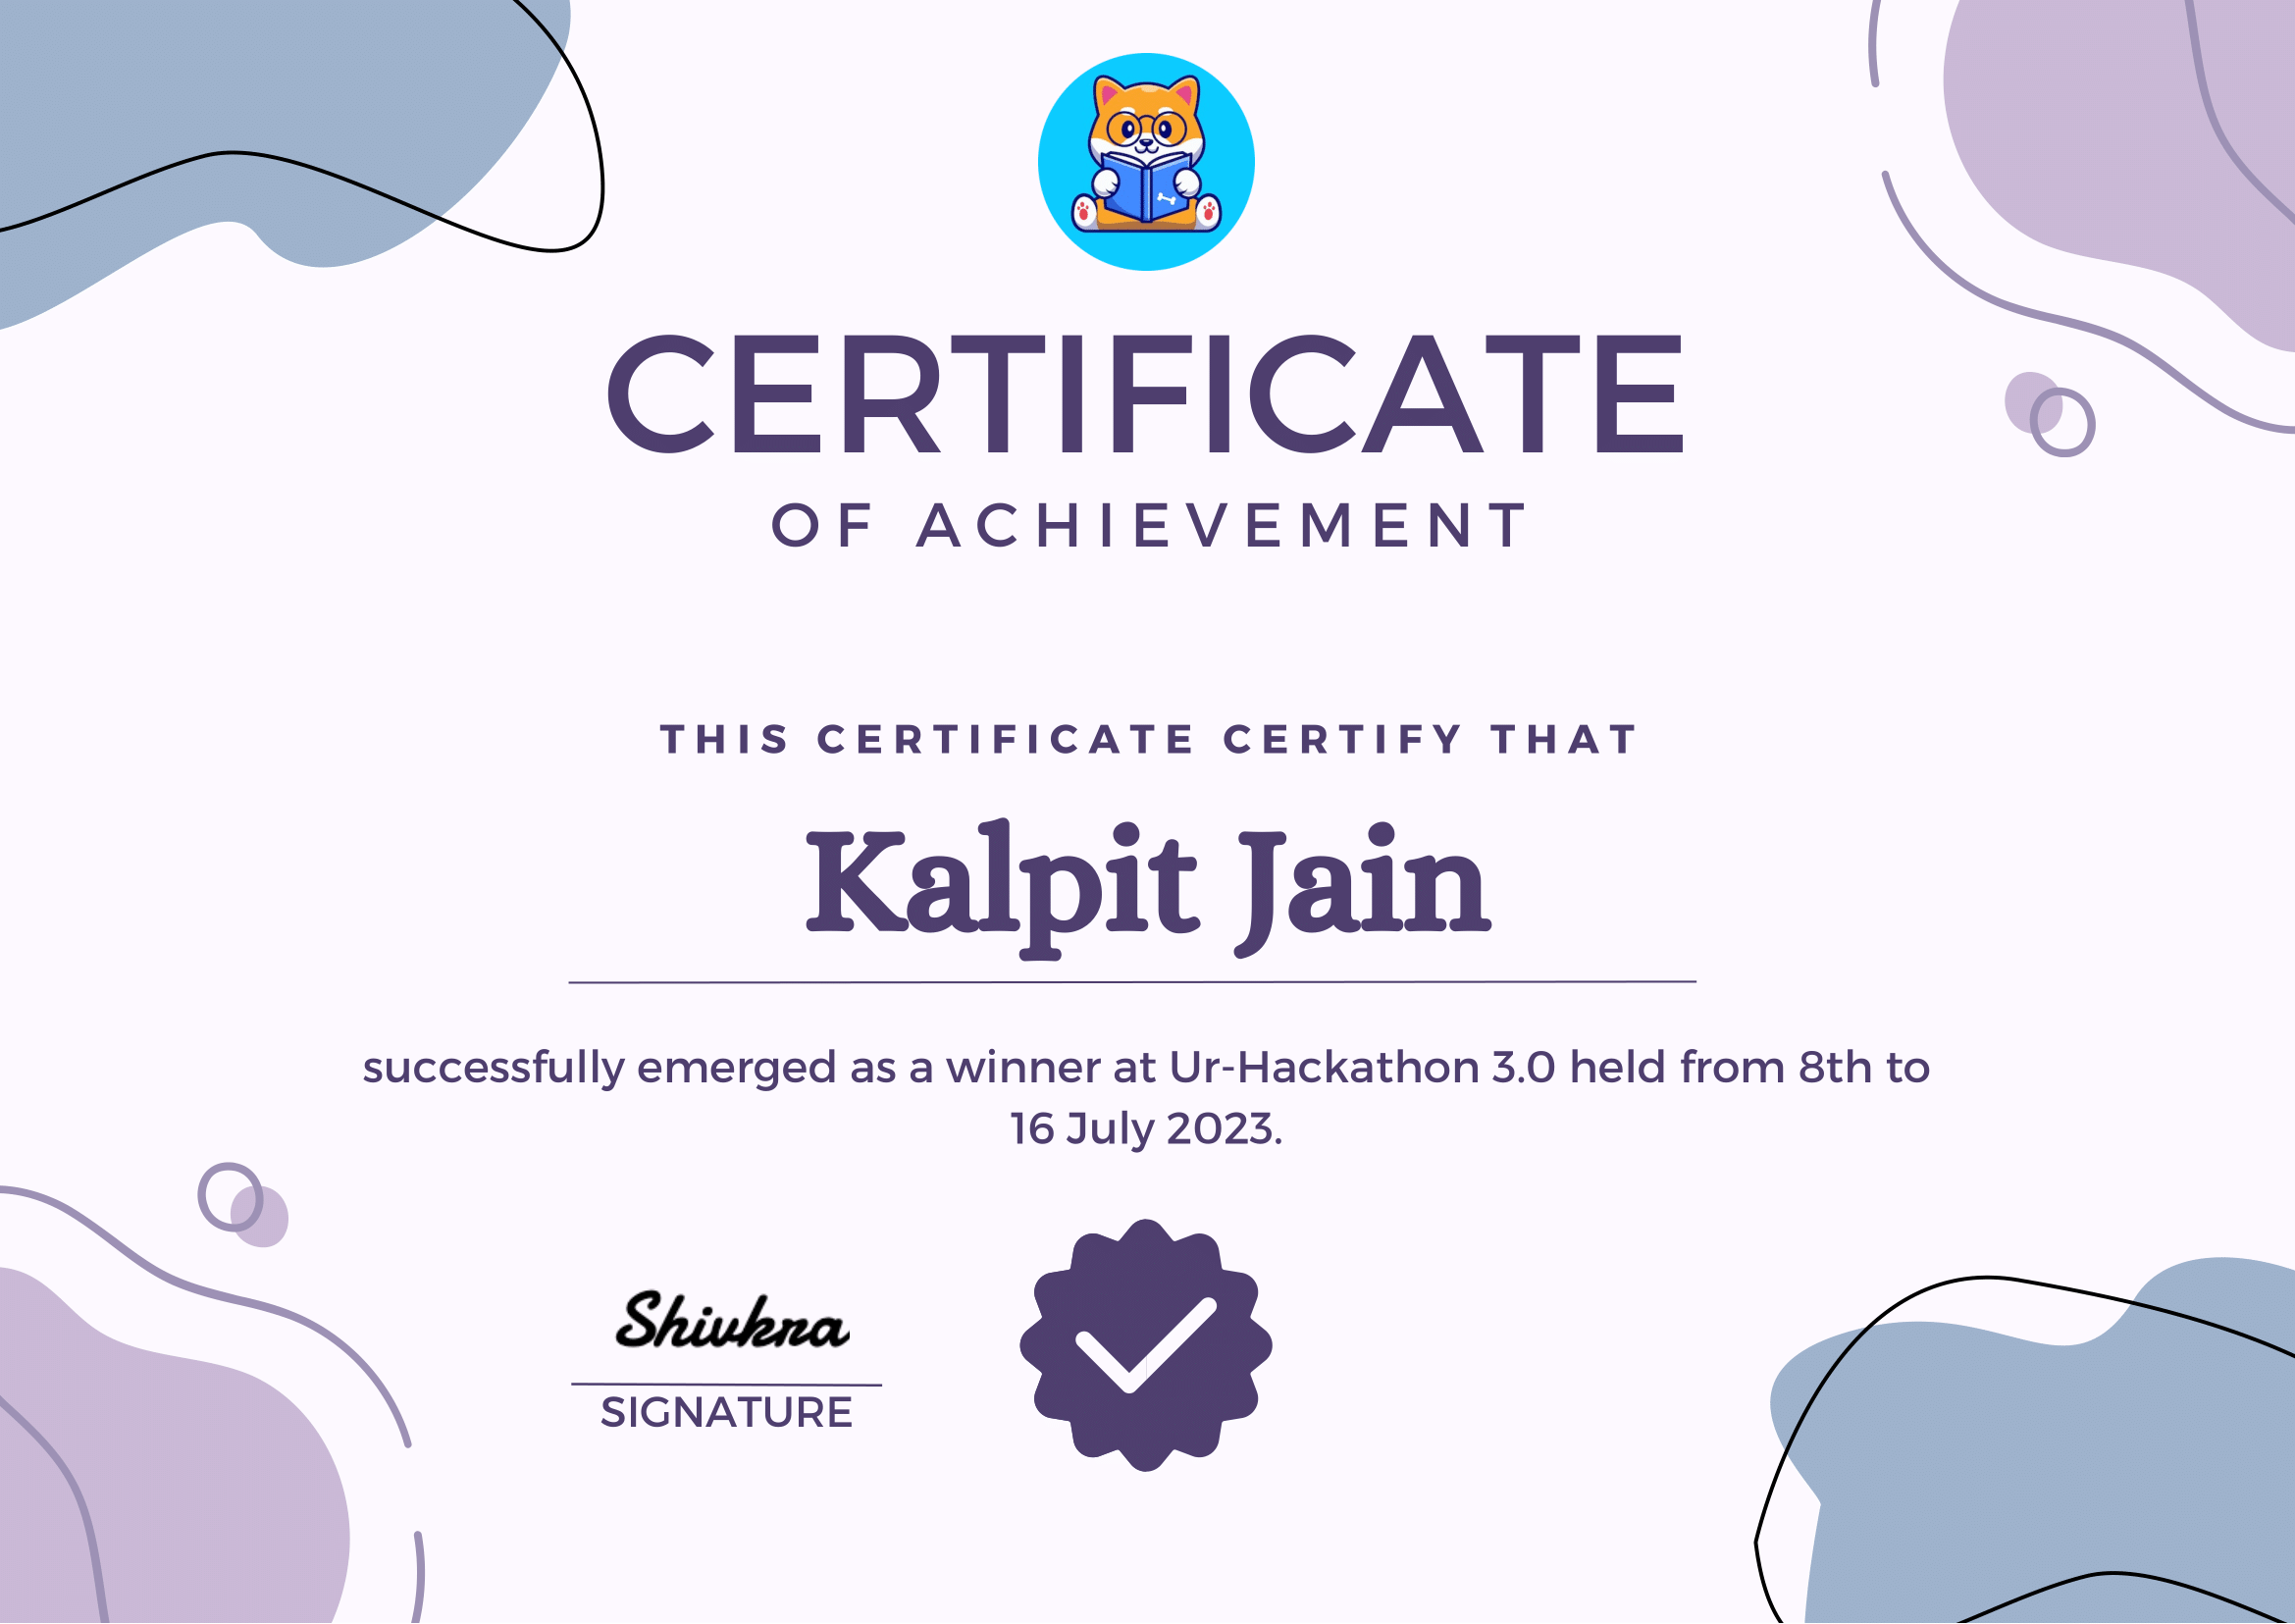 CERTIFICATE
OF ACHIEVEMENT
THIS CERTIFICATE CERTIFY THAT
Kalpit Jain
successfully emerged as a winner at Ur-Hackathon 3.0 held from 8th to
16 July 2023.
Shivkra
SIGNATURE